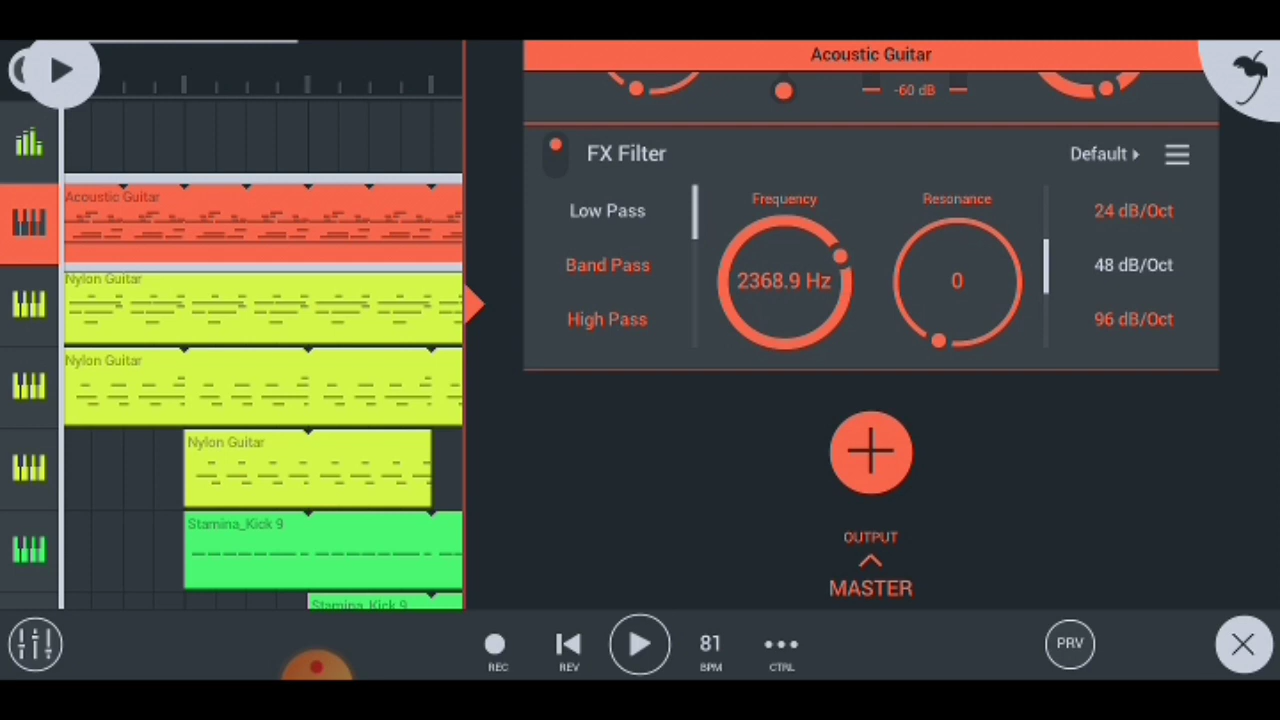 Acoustic Guitar
-60 dB
FX Filter
Default
Low Pass
Band Pass
High Pass
Frequency
2368.9 Hz
Resonance
0
24 dB/Oct
48 dB/Oct
96 dB/Oct
OUTPUT
MASTER
Acoustic Guitar
Nylon Guitar
Nylon Guitar
Nylon Guitar
Stamina_Kick 9
Stamina_Kick 9
REC
REV
81
BPM
CTRL
PRV